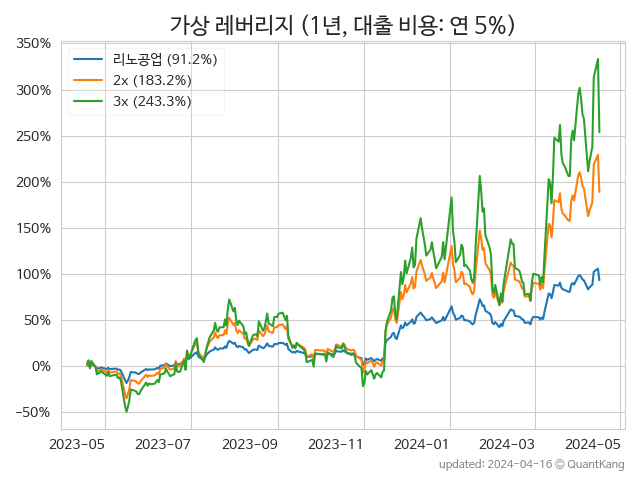 가상 레버리지 (1년, 대출 비용: 연 5%)
350%
300%
250%
200%
150%
100%
50%
0%
−50%
리노공업 (91.2%)
2x (183.2%)
3x (243.3%)
2023-05 2023-07 2023-09 2023-11 2024-01 2024-03 2024-05
updated: 2024-04-16 © QuantKang